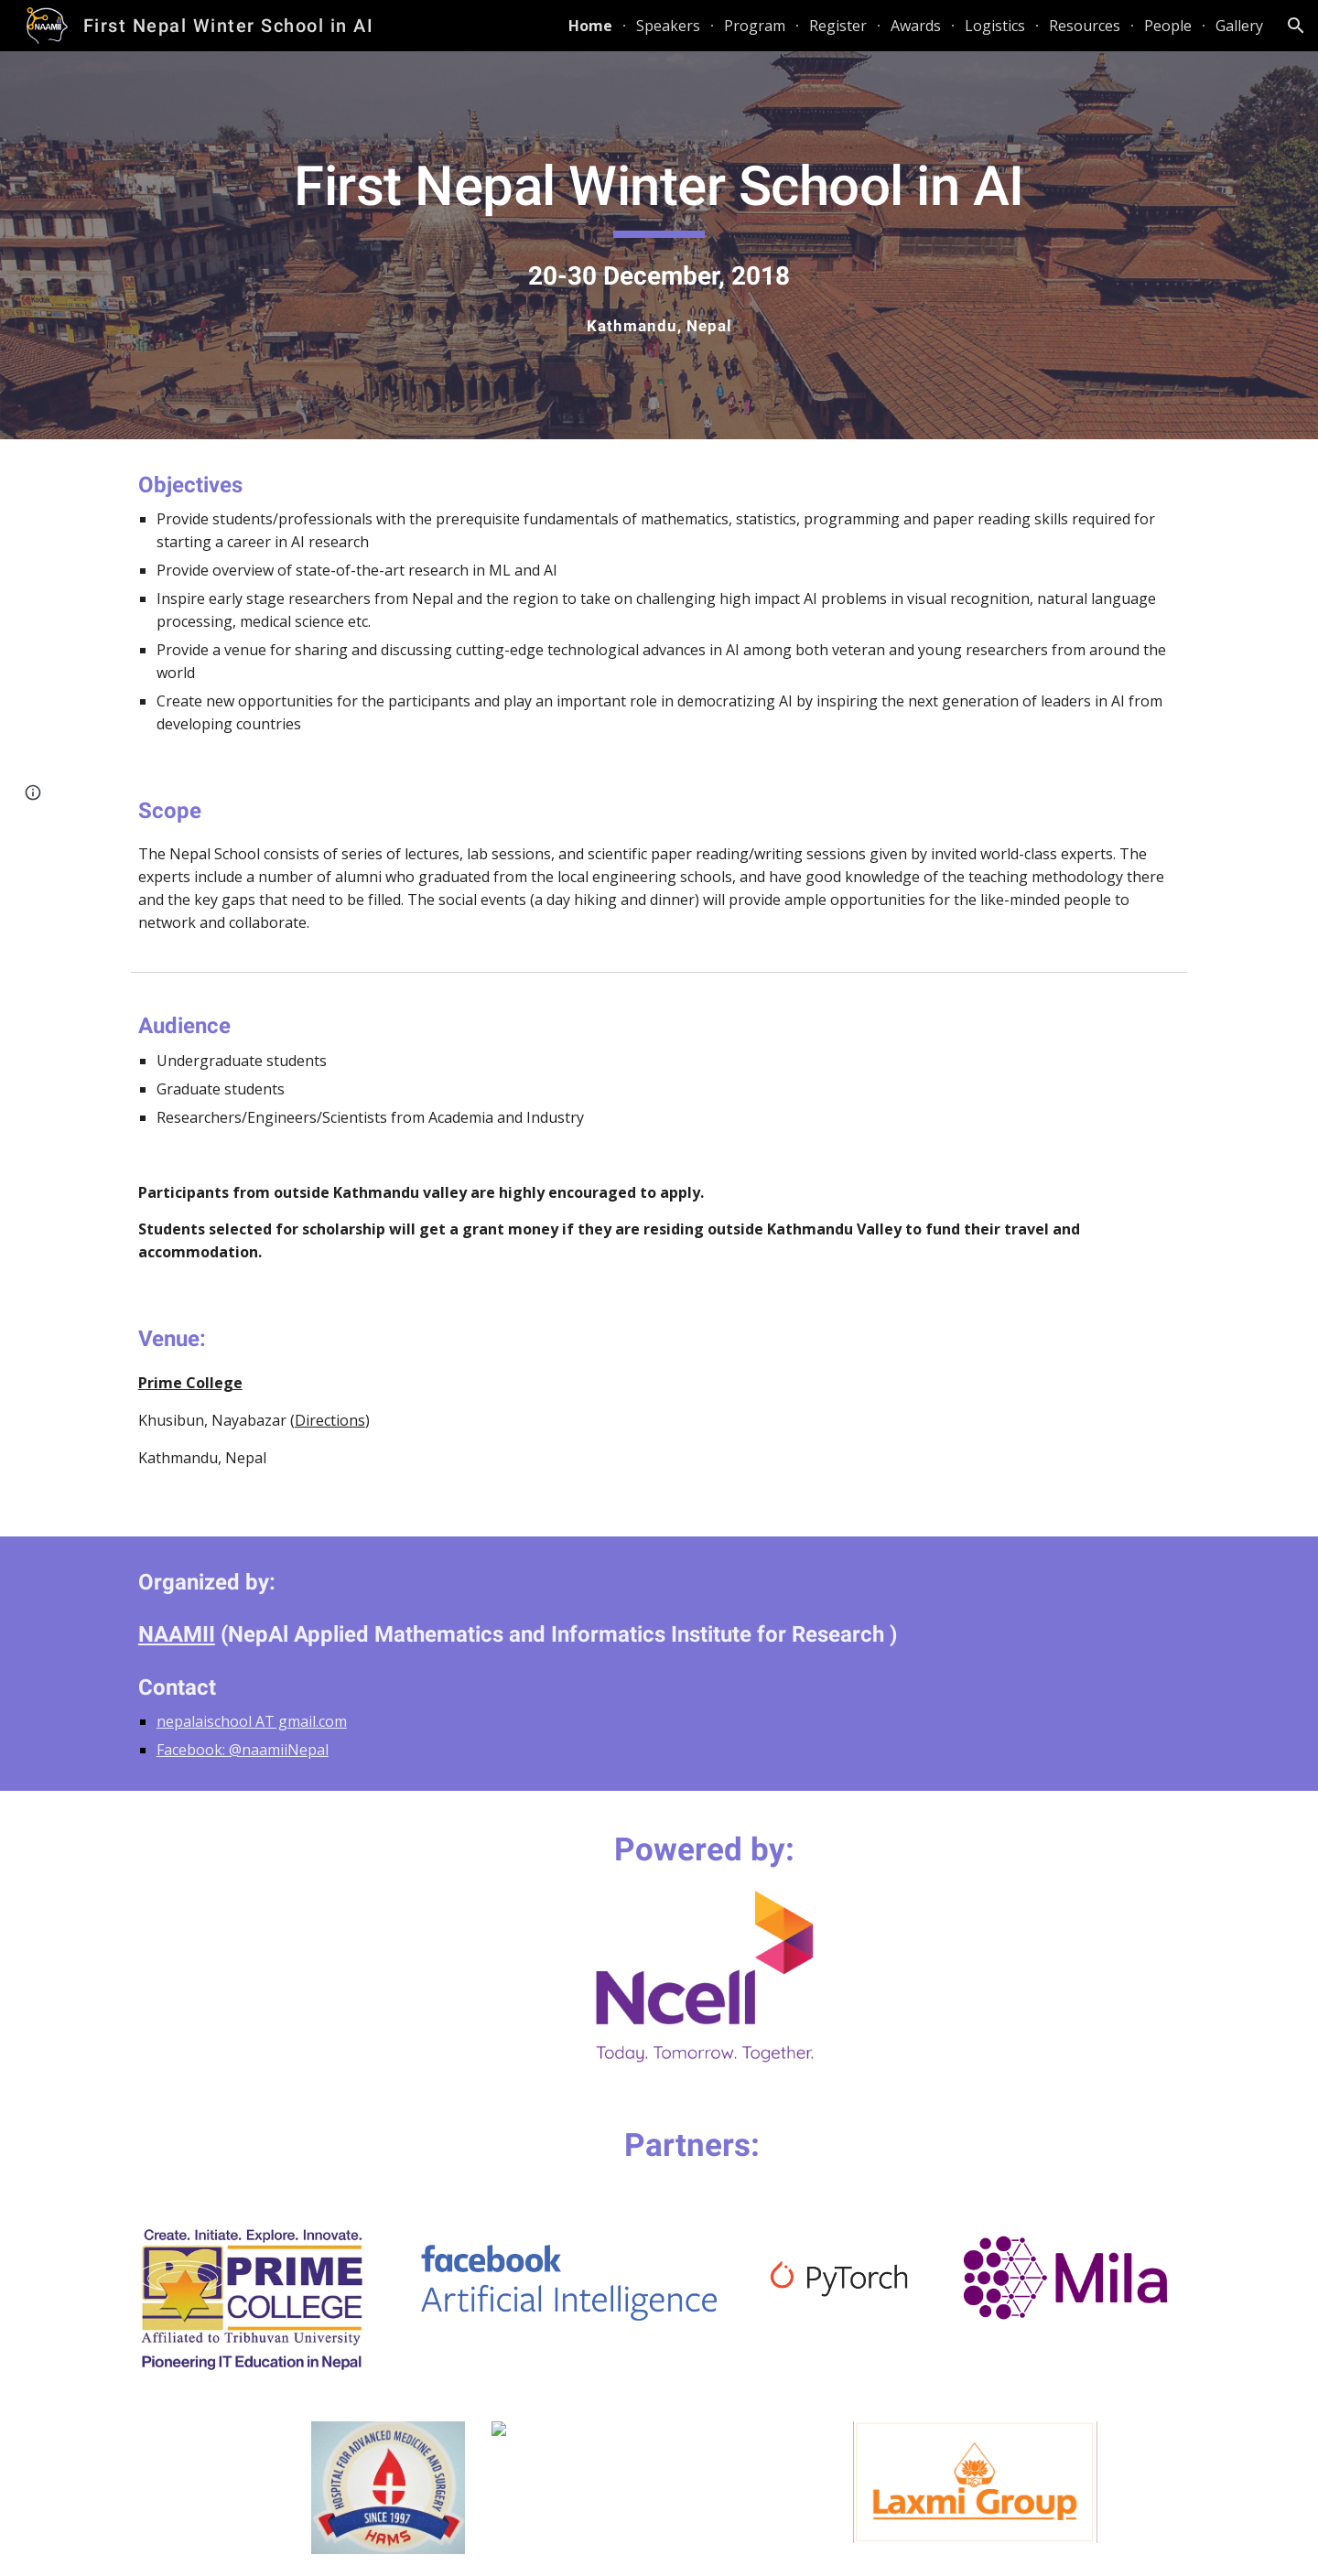 NAAMII
First Nepal Winter School in AI
Home · Speakers · Program · Register · Awards · Logistics · Resources · People · Gallery
First Nepal Winter School in AI
20-30 December, 2018
Kathmandu, Nepal
Objectives
Provide students/professionals with the prerequisite fundamentals of mathematics, statistics, programming and paper reading skills required for
starting a career in AI research
Provide overview of state-of-the-art research in ML and AI
Inspire early stage researchers from Nepal and the region to take on challenging high impact AI problems in visual recognition, natural language
processing, medical science etc.
Provide a venue for sharing and discussing cutting-edge technological advances in AI among both veteran and young researchers from around the
world
Create new opportunities for the participants and play an important role in democratizing AI by inspiring the next generation of leaders in AI from
developing countries
Scope
The Nepal School consists of series of lectures, lab sessions, and scientific paper reading/writing sessions given by invited world-class experts. The
experts include a number of alumni who graduated from the local engineering schools, and have good knowledge of the teaching methodology there
and the key gaps that need to be filled. The social events (a day hiking and dinner) will provide ample opportunities for the like-minded people to
network and collaborate.
Audience
Undergraduate students
Graduate students
Researchers/Engineers/Scientists from Academia and Industry
Participants from outside Kathmandu valley are highly encouraged to apply.
Students selected for scholarship will get a grant money if they are residing outside Kathmandu Valley to fund their travel and
accommodation.
Venue:
Prime College
Khusibun, Nayabazar (Directions)
Kathmandu, Nepal
Organized by:
NAAMII (NepAl Applied Mathematics and Informatics Institute for Research )
Contact
nepalaischool AT gmail.com
Facebook: @naamiiNepal
Powered by:
Ncell
Today. Tomorrow. Together.
Partners:
Create. Initiate. Explore. Innovate.
PRIME
COLLEGE
Affiliated to Tribhuvan University
Pioneering IT Education in Nepal
facebook
Artificial Intelligence
PyTorch
Mila
HOSPITAL FOR ADVANCED MEDICINE AND SURGERY
SINCE 1997
HAMS
Laxmi Group